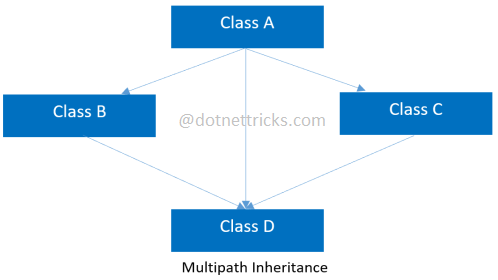 Class A
Class B
Class C
@dotnettricks.com
Class D
Multipath Inheritance